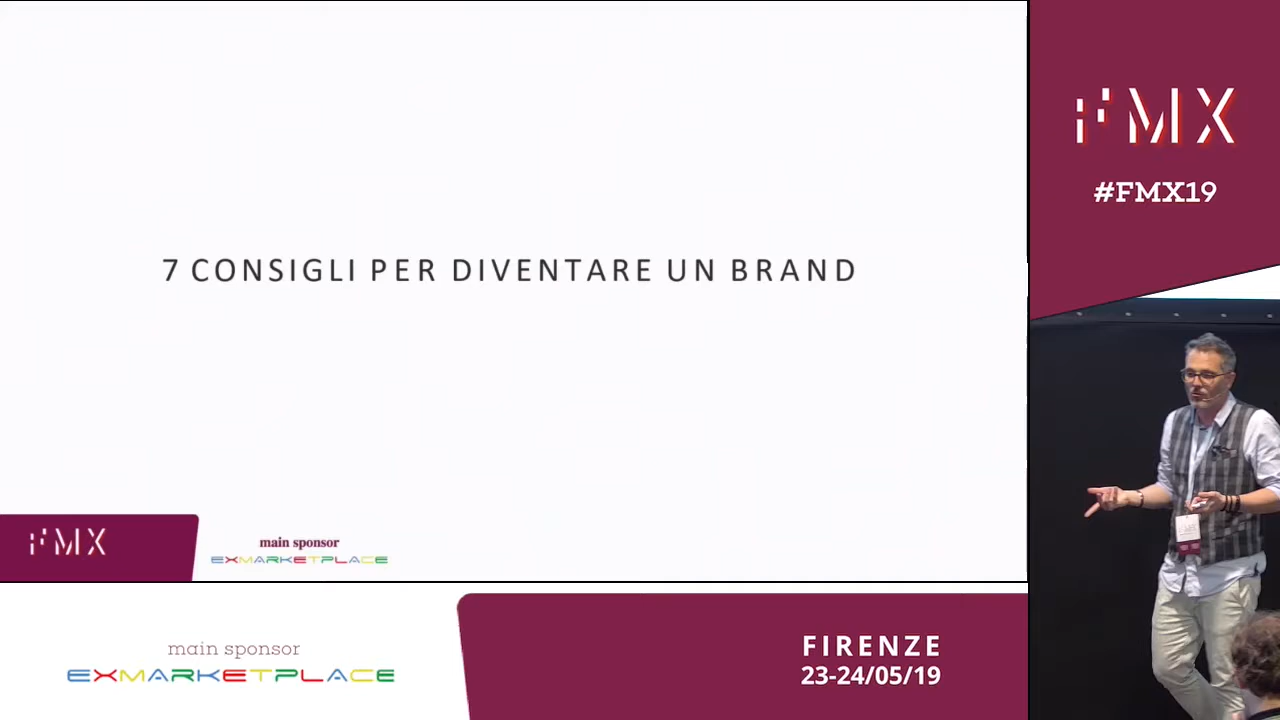 7 CONSIGLI PER DIVENTARE UN BRAND
FMX
main sponsor
EXMARKETPLACE
main sponsor
EXMARKETPLACE
FIRENZE
23-24/05/19
FMX
#FMX19